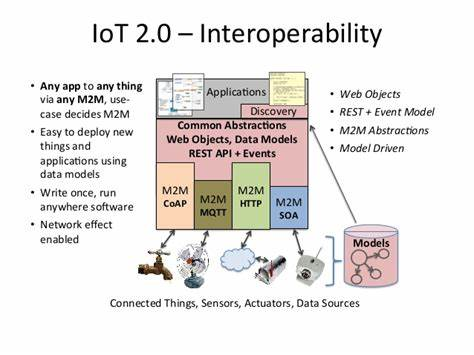 IoT 2.0 – Interoperability
• Any app to any thing
via any M2M, use-
case decides M2M
• Easy to deploy new
things and
applications using
data models
• Write once, run
anywhere software
• Network effect
enabled
Applications
Discovery
Common Abstractions
Web Objects, Data Models
REST API + Events
M2M
CoAP
M2M
MQTT
M2M
HTTP
M2M
SOA
• Web Objects
• REST + Event Model
• M2M Abstractions
• Model Driven
Models
Connected Things, Sensors, Actuators, Data Sources